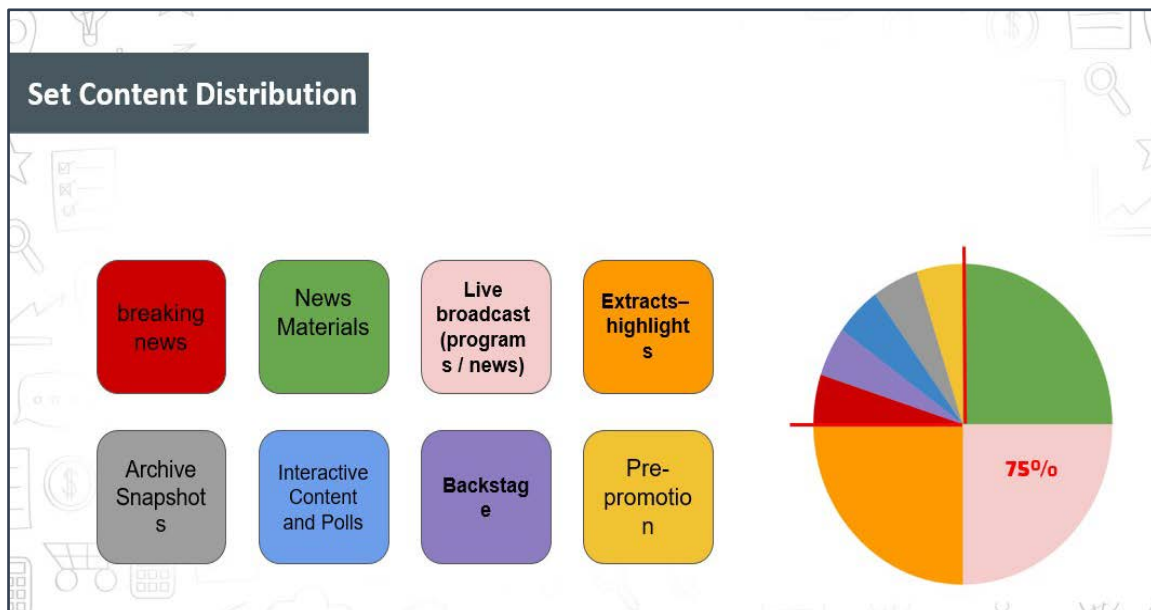 Set Content Distribution
breaking
news
News
Materials
Live
broadcast
(program
s / news)
Extracts–
highlight
s
Archive
Snapshot
s
Interactive
Content
and Polls
Backstag
e
Pre-
promotio
n
75%